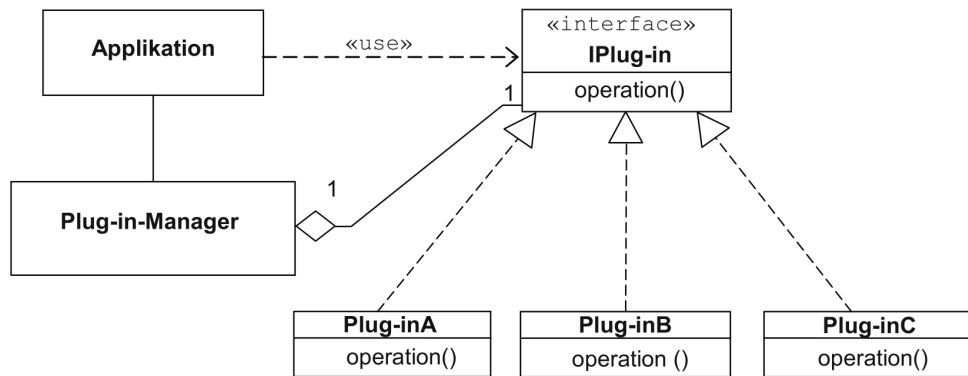 Applikation
«use»
«interface»
IPlug-in
operation()
1
1
Plug-in-Manager
Plug-inA
operation()
Plug-inB
operation ()
Plug-inC
operation()